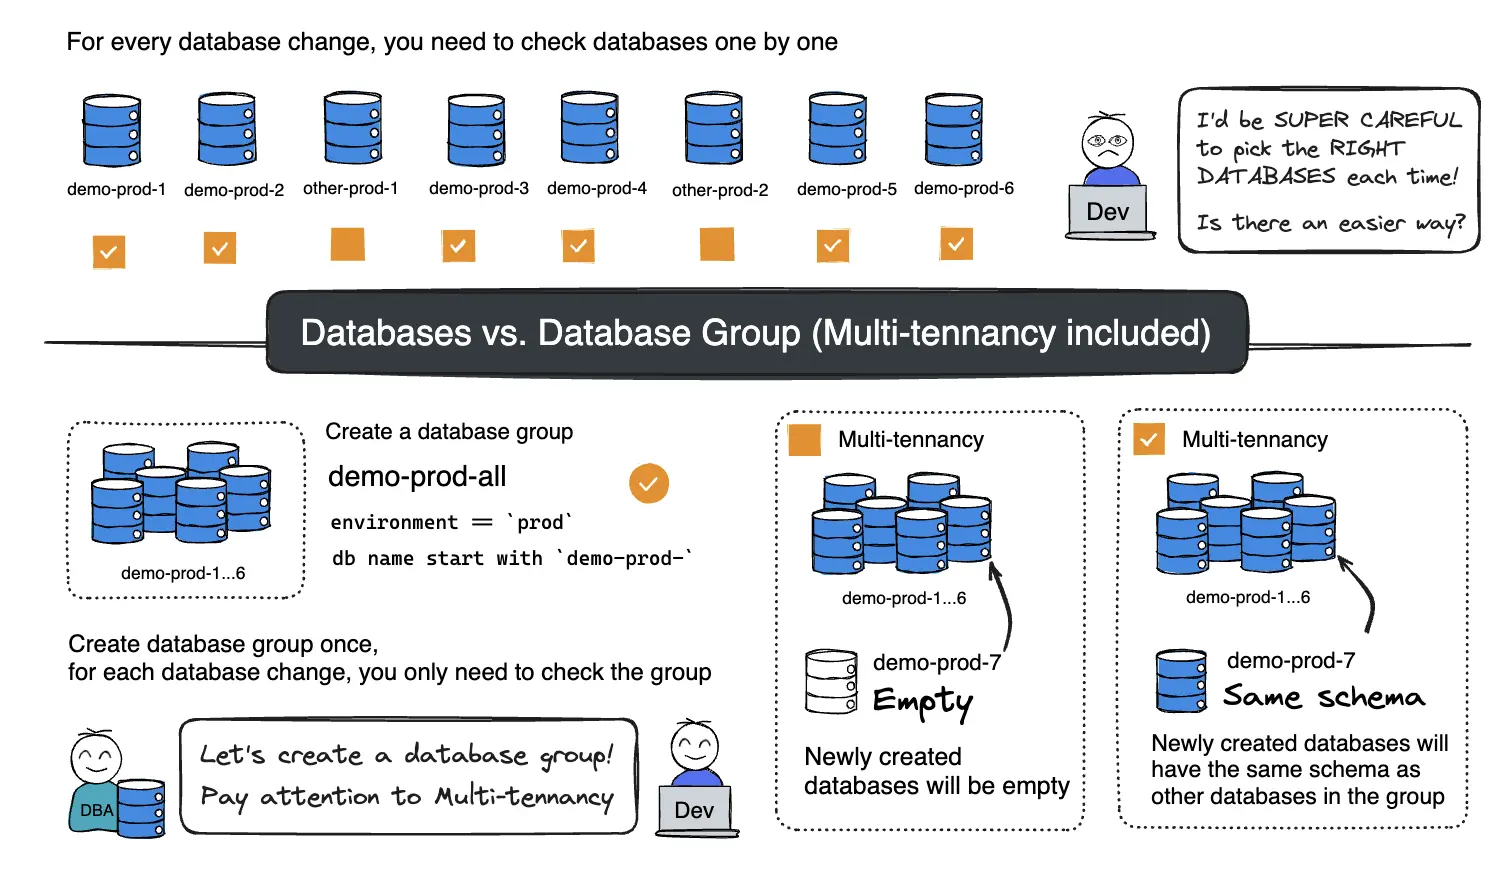 For every database change, you need to check databases one by one
demo-prod-1
demo-prod-2
other-prod-1
demo-prod-3
demo-prod-4
other-prod-2
demo-prod-5
demo-prod-6
Dev
I'd be SUPER CAREFUL
to pick the RIGHT
DATABASES each time!
Is there an easier way?
Databases vs. Database Group (Multi-tennancy included)
demo-prod-1...6
Create a database group
demo-prod-all
environment == `prod`
db name start with `demo-prod-`
Create database group once,
for each database change, you only need to check the group
DBA
Let's create a database group!
Pay attention to Multi-tennancy
Dev
Multi-tennancy
demo-prod-1...6
demo-prod-7
Empty
Newly created
databases will be empty
Multi-tennancy
demo-prod-1...6
demo-prod-7
Same schema
Newly created databases will
have the same schema as
other databases in the group